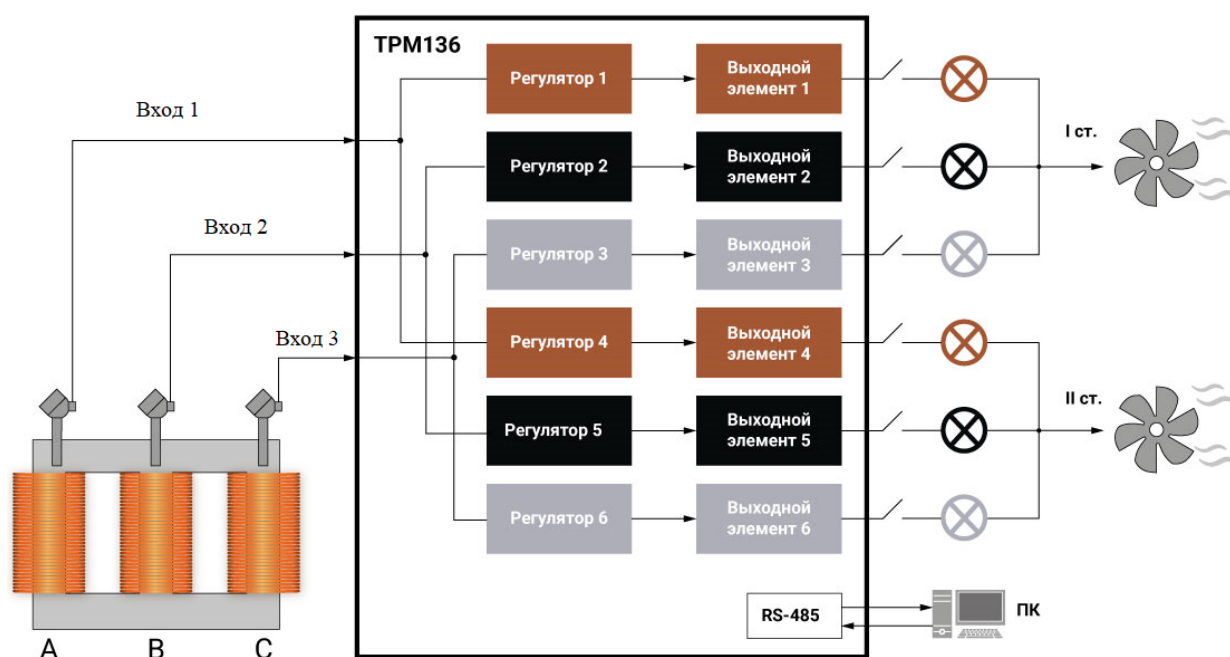 ТРМ136
Вход 1
Вход 2
Вход 3
Регулятор 1
Выходной
элемент 1
Регулятор 2
Выходной
элемент 2
Регулятор 3
Выходной
элемент 3
Регулятор 4
Выходной
элемент 4
Регулятор 5
Выходной
элемент 5
Регулятор 6
Выходной
элемент 6
I ст.
II ст.
RS-485
ПК
A
B
C